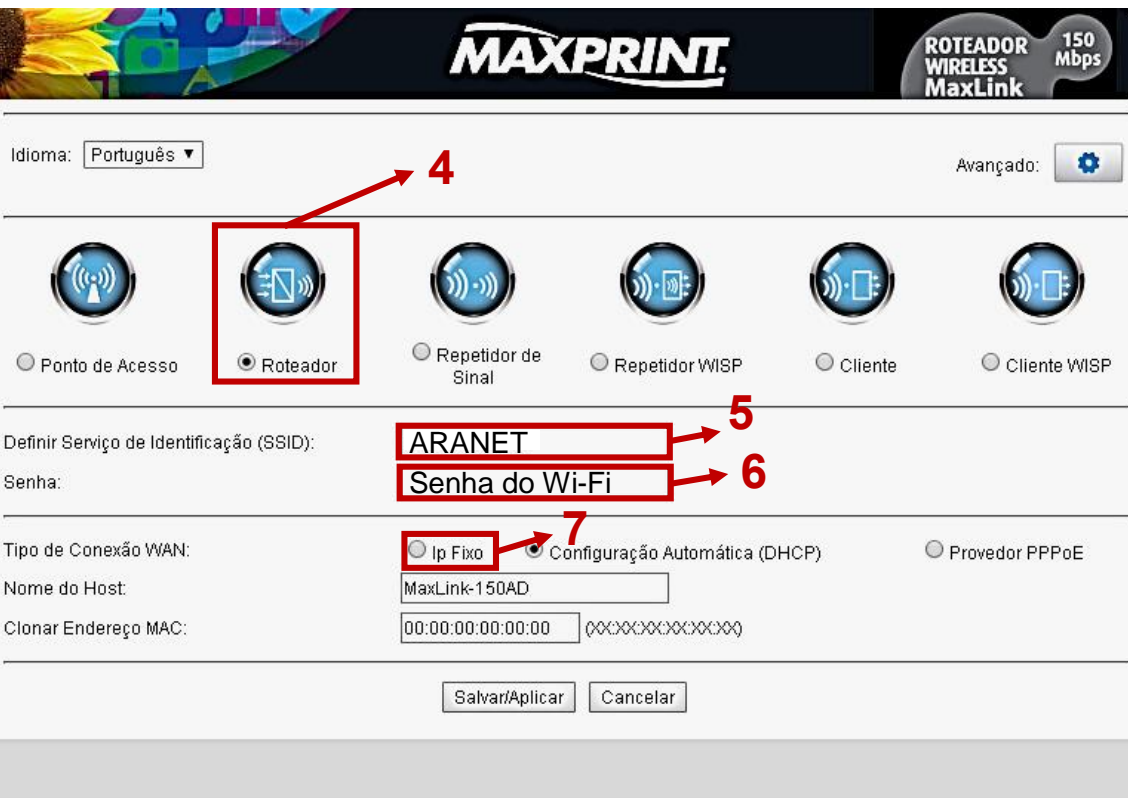 MAXPRINT.
ROTEADOR 150
WIRELESS Mbps
MaxLink
Idioma: Português ▼
4
Avançado:
Ponto de Acesso
Roteador
Repetidor de
Sinal
Repetidor WISP
Cliente
Cliente WISP
Definir Serviço de Identificação (SSID): ARANET 5
Senha: Senha do Wi-Fi 6
7
Tipo de Conexão WAN: Ip Fixo Configuração Automática (DHCP) Provedor PPPoE
Nome do Host: MaxLink-150AD
Clonar Endereço MAC: 00:00:00:00:00:00 (XX:XX:XX:XX:XX:XX)
Salvar/Aplicar Cancelar